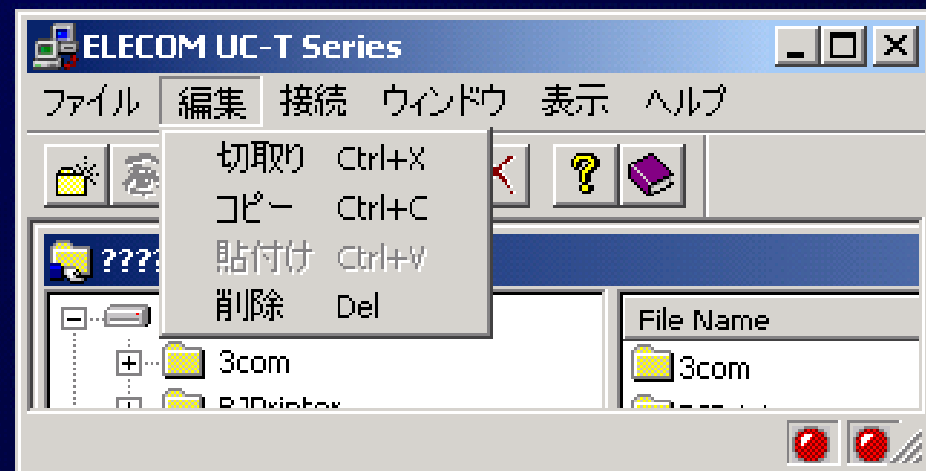 ELECOM UC-T Series
ファイル 編集 接続 ウィンドウ 表示 ヘルプ
切取り Ctrl+X
コピー Ctrl+C
貼付け Ctrl+V
削除 Del
????
File Name
3com
3com